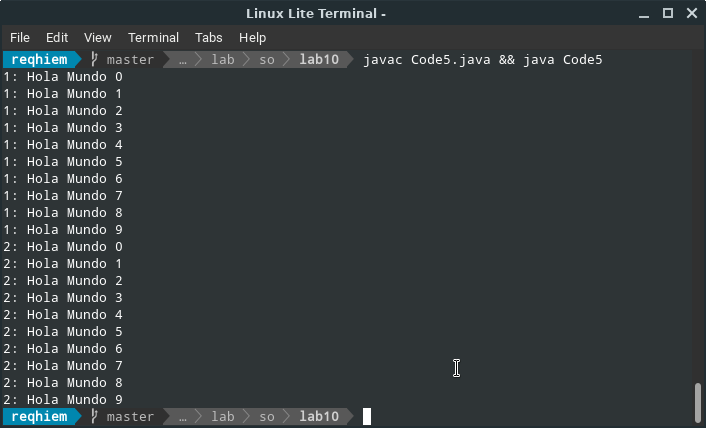 Linux Lite Terminal -
File Edit View Terminal Tabs Help
reqhiem master … lab so lab10 javac Code5.java && java Code5
1: Hola Mundo 0
1: Hola Mundo 1
1: Hola Mundo 2
1: Hola Mundo 3
1: Hola Mundo 4
1: Hola Mundo 5
1: Hola Mundo 6
1: Hola Mundo 7
1: Hola Mundo 8
1: Hola Mundo 9
2: Hola Mundo 0
2: Hola Mundo 1
2: Hola Mundo 2
2: Hola Mundo 3
2: Hola Mundo 4
2: Hola Mundo 5
2: Hola Mundo 6
2: Hola Mundo 7
2: Hola Mundo 8
2: Hola Mundo 9
reqhiem master … lab so lab10